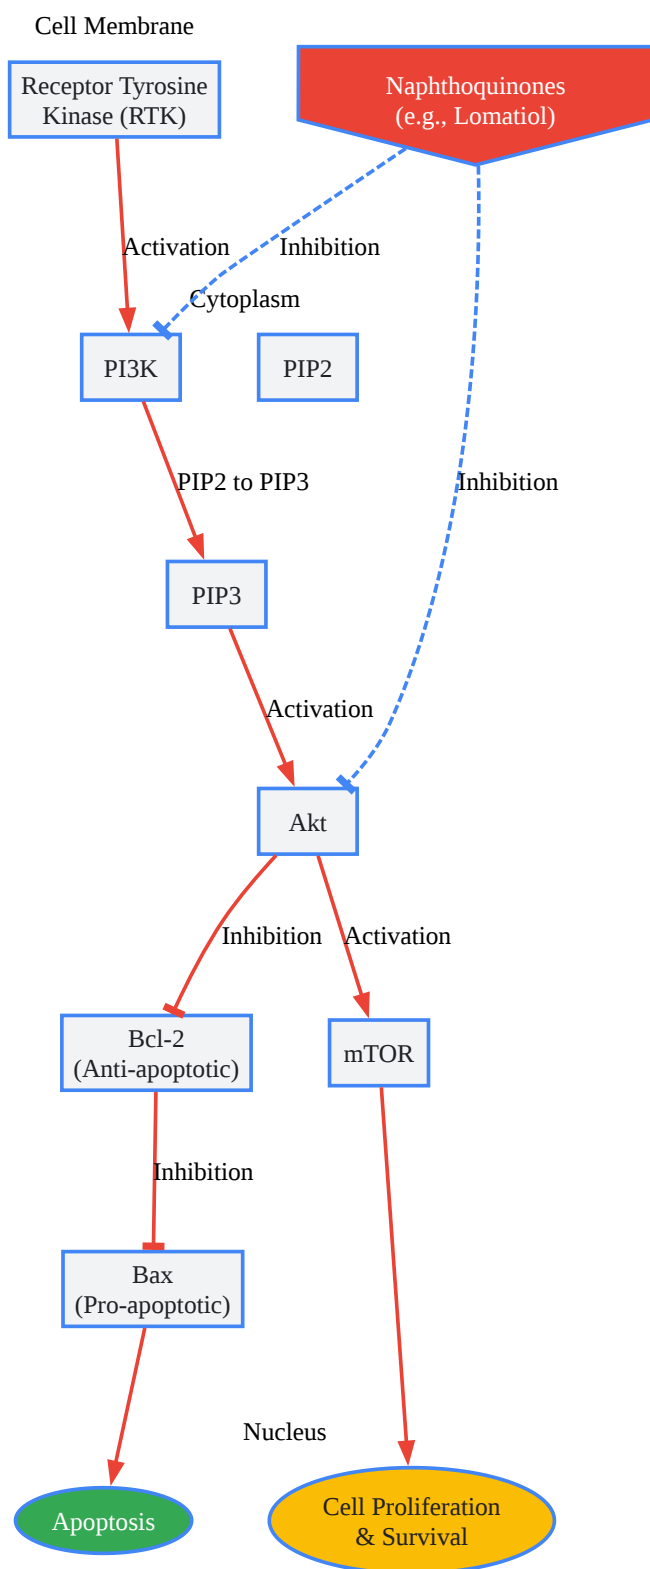 Cell Membrane
Receptor Tyrosine
Kinase (RTK)
Naphthoquinones
(e.g., Lomatiol)
Activation
Inhibition
Cytoplasm
PI3K
PIP2
PIP2 to PIP3
Inhibition
PIP3
Activation
Akt
Inhibition
Activation
Bcl-2
(Anti-apoptotic)
mTOR
Inhibition
Bax
(Pro-apoptotic)
Nucleus
Apoptosis
Cell Proliferation
& Survival